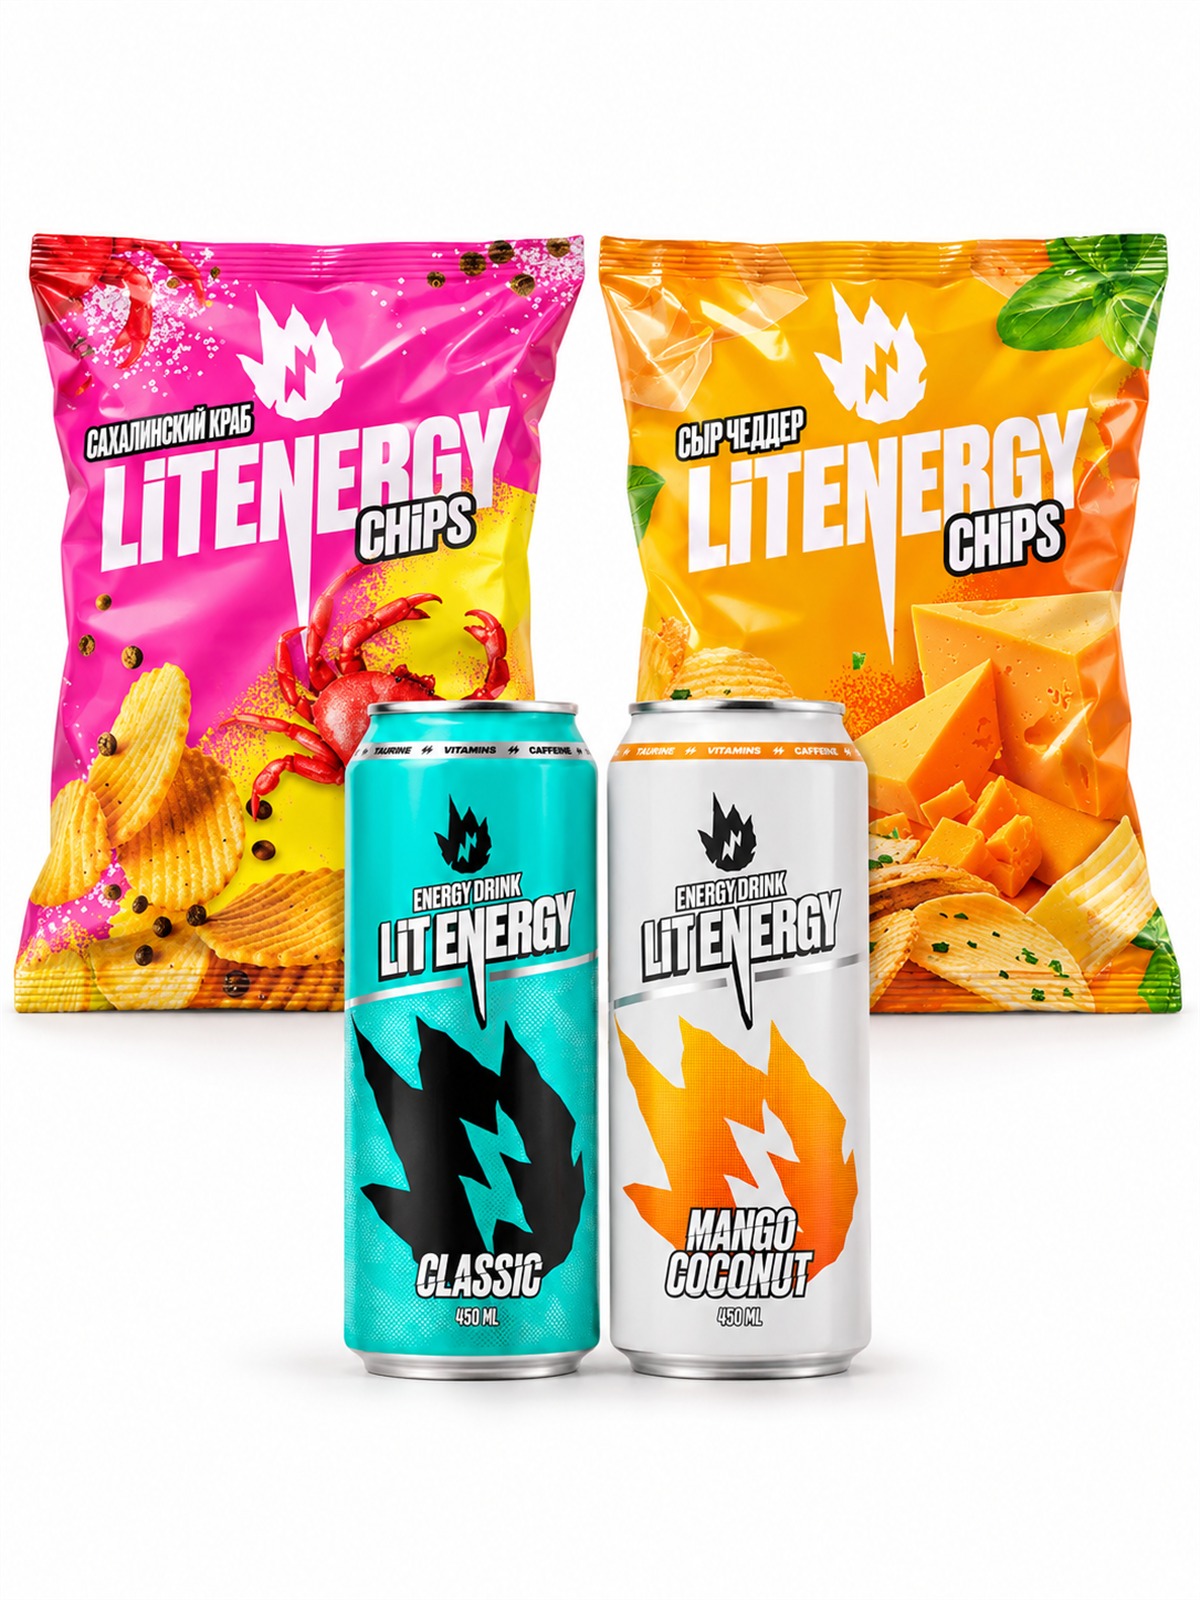 САХАЛИНСКИЙ КРАБ
LiTENERGY
CHiPS
СЫР ЧЕДДЕР
LiTENERGY
CHiPS
TAURINE VITAMINS CAFFEINE
ENERGY DRINK
LiT ENERGY
CLASSIC
450 ML
TAURINE VITAMINS CAFFEINE
ENERGY DRINK
LiT ENERGY
MANGO
COCONUT
450 ML